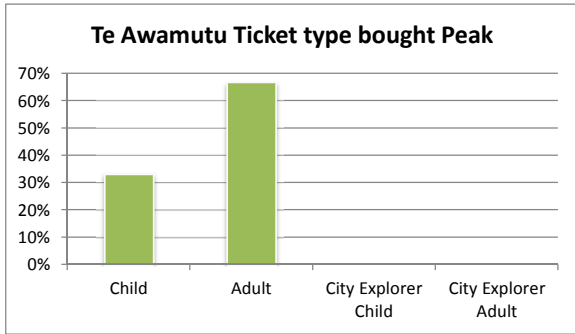 Te Awamutu Ticket type bought Peak
70%
60%
50%
40%
30%
20%
10%
0%
Child
Adult
City Explorer
Child
City Explorer
Adult